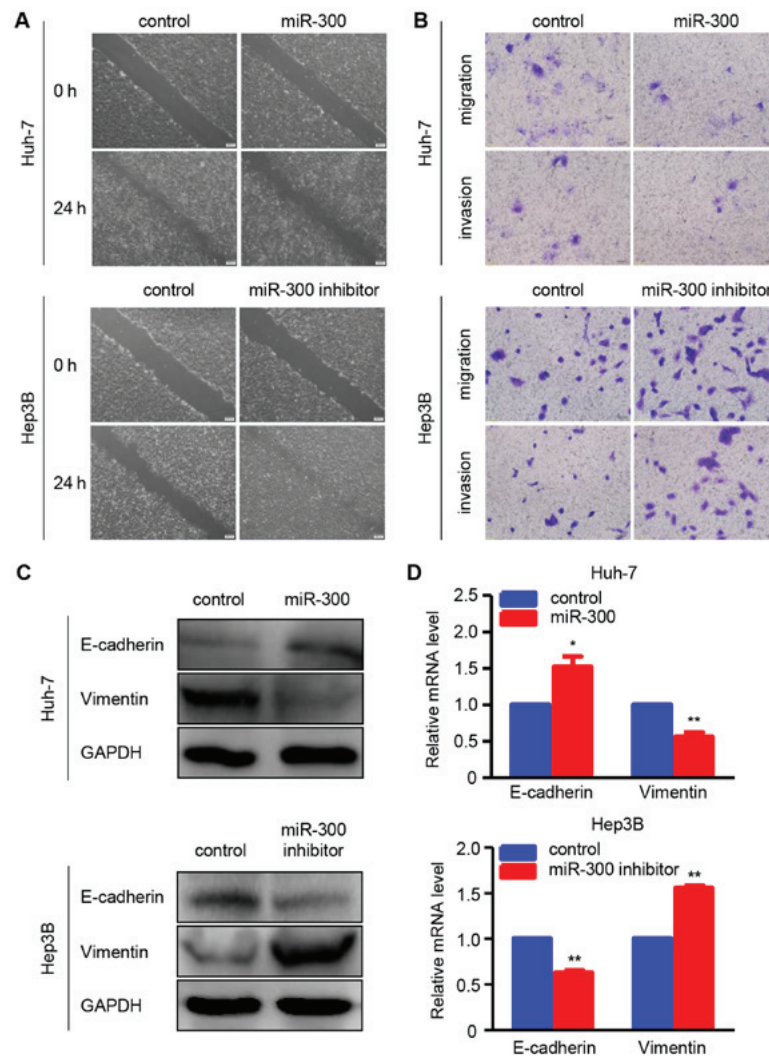 A
control miR-300
Huh-7
0 h
24 h
control miR-300 inhibitor
Hep3B
0 h
24 h
B
control miR-300
Huh-7
migration
invasion
control miR-300 inhibitor
Hep3B
migration
invasion
C
control miR-300
Huh-7
E-cadherin
Vimentin
GAPDH
control miR-300
inhibitor
Hep3B
E-cadherin
Vimentin
GAPDH
D
Huh-7
control
miR-300
Relative mRNA level
2.5
2.0
1.5
1.0
0.5
0
*
**
E-cadherin Vimentin
Hep3B
control
miR-300 inhibitor
Relative mRNA level
2.0
1.5
1.0
0.5
0
**
**
E-cadherin Vimentin